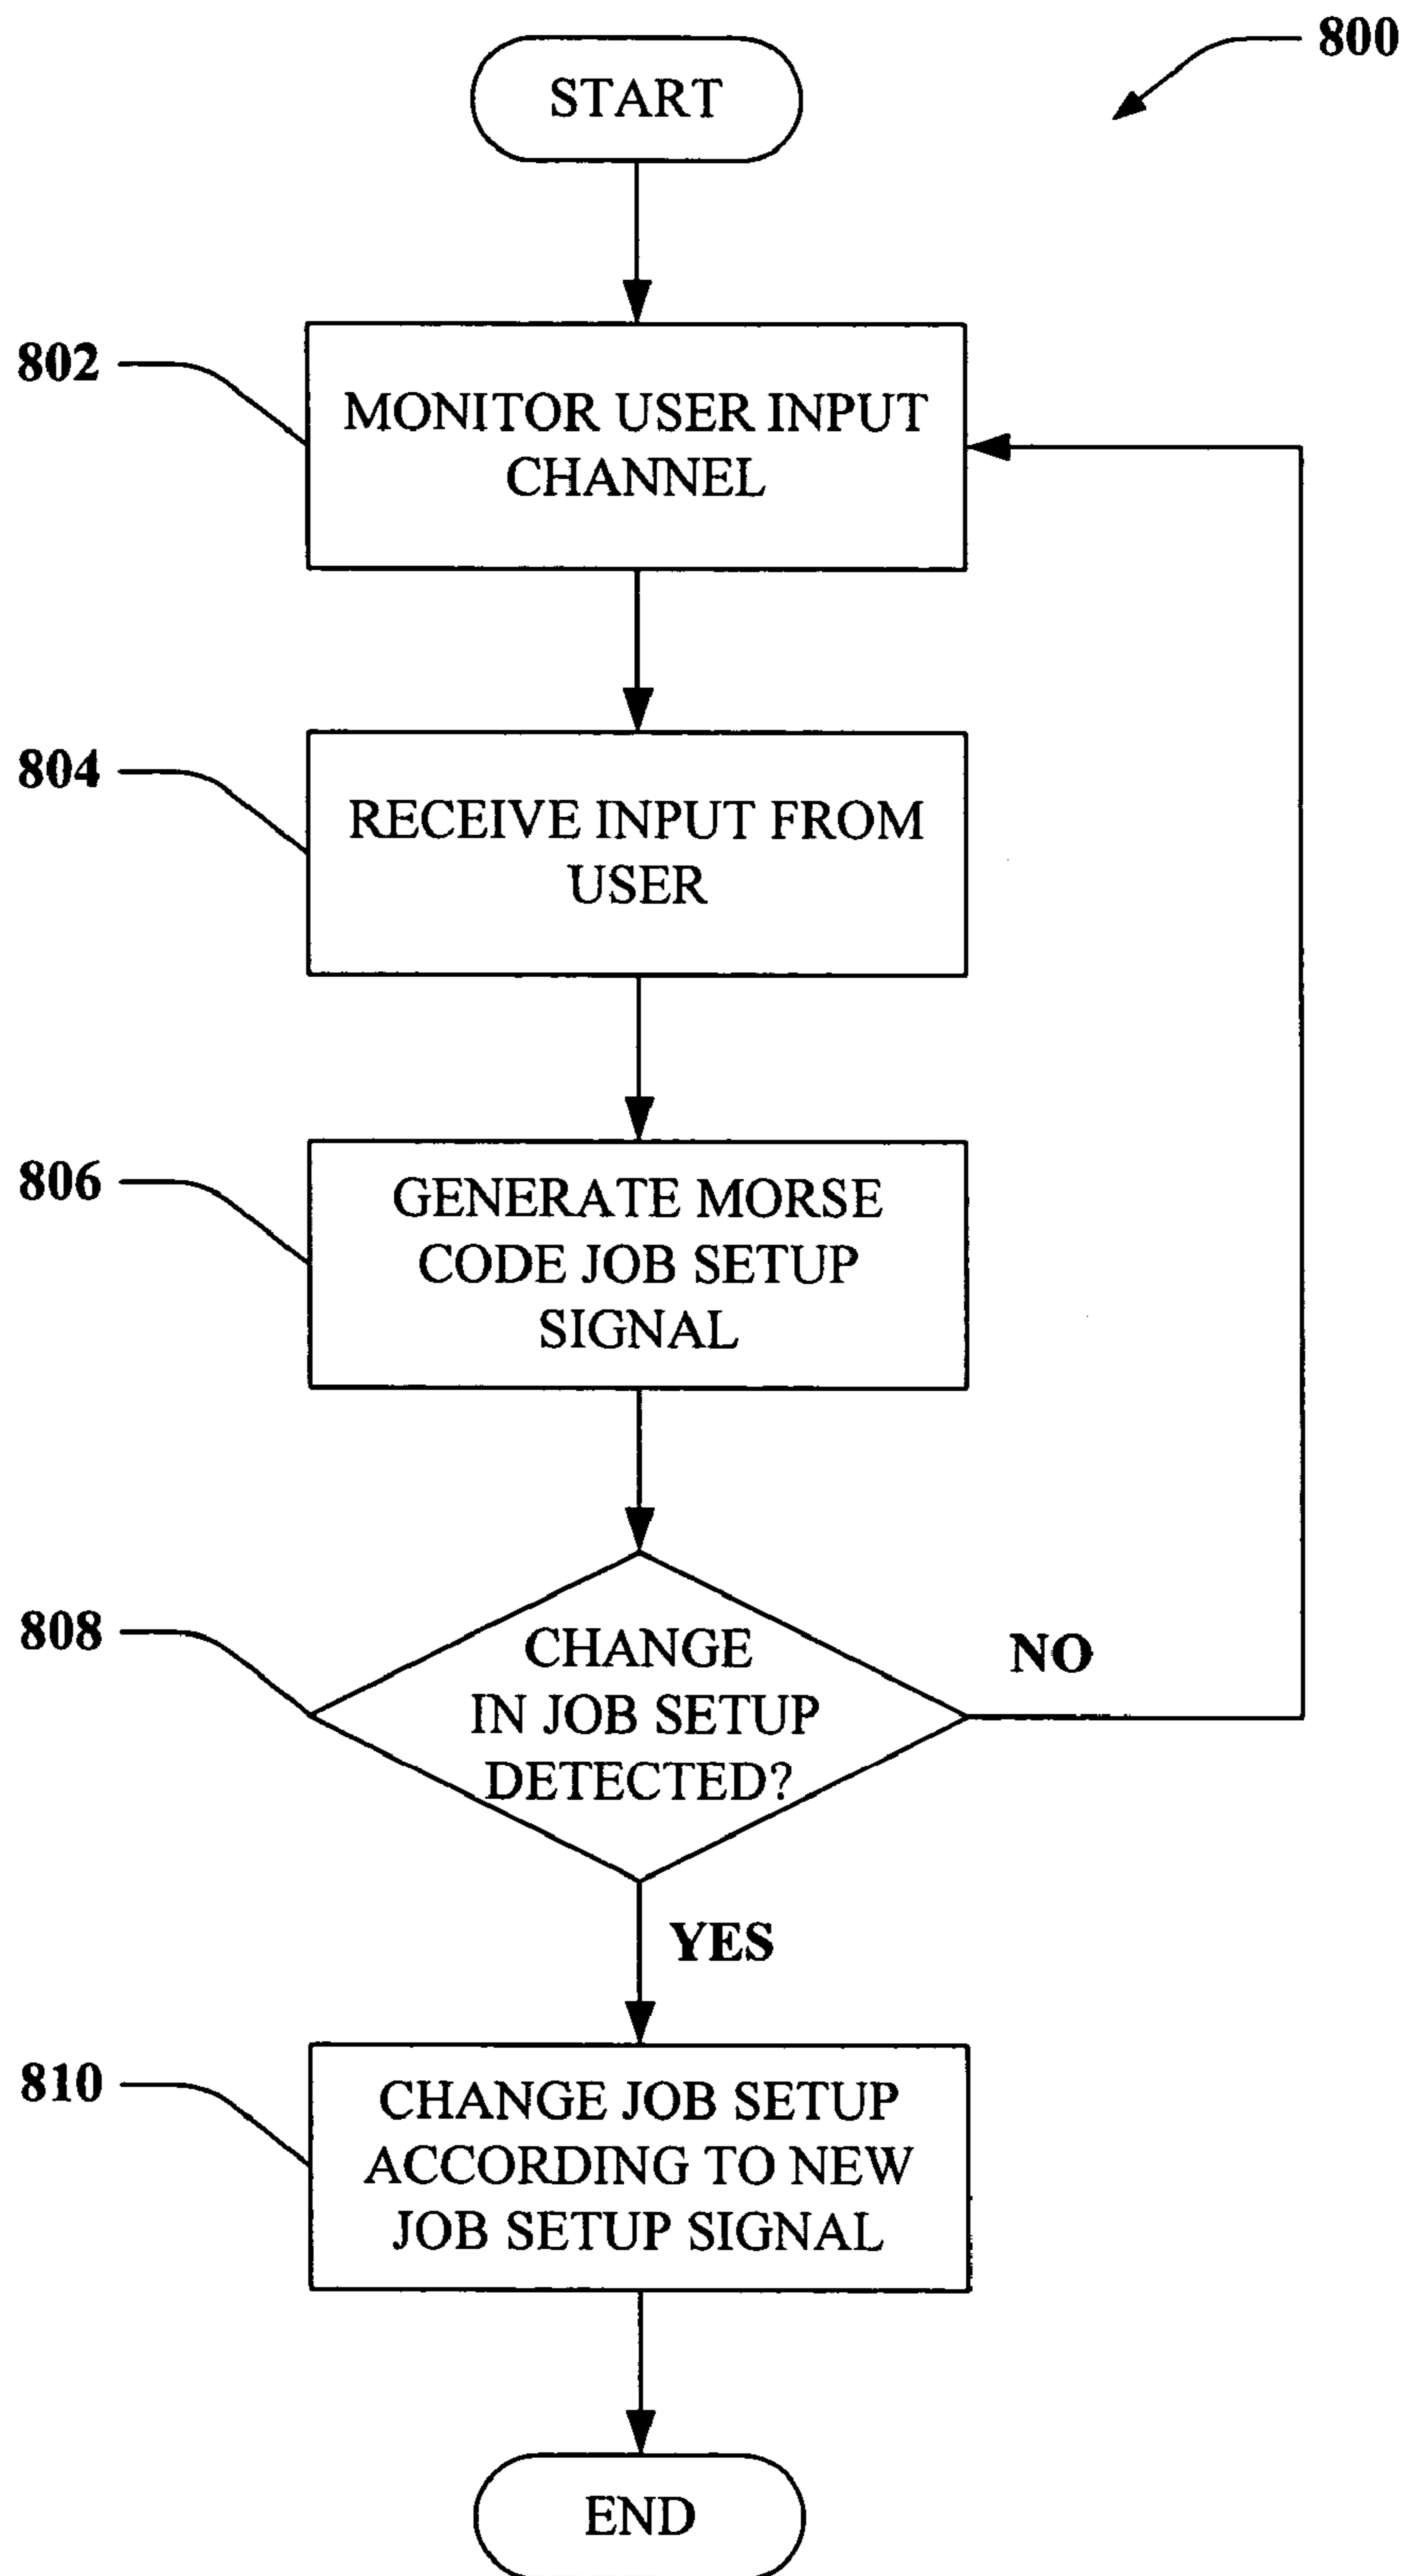 800
START
802
MONITOR USER INPUT
CHANNEL
804
RECEIVE INPUT FROM
USER
806
GENERATE MORSE
CODE JOB SETUP
SIGNAL
808
CHANGE
IN JOB SETUP
DETECTED?
NO
YES
810
CHANGE JOB SETUP
ACCORDING TO NEW
JOB SETUP SIGNAL
END